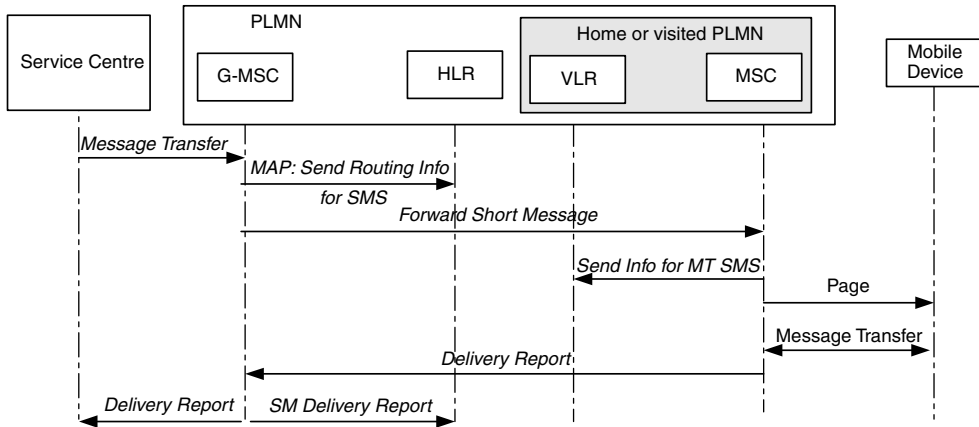 PLMN
Home or visited PLMN
Service Centre
G-MSC
HLR
VLR
MSC
Mobile
Device
Message Transfer
MAP: Send Routing Info
for SMS
Forward Short Message
Send Info for MT SMS
Page
Message Transfer
Delivery Report
Delivery Report
SM Delivery Report